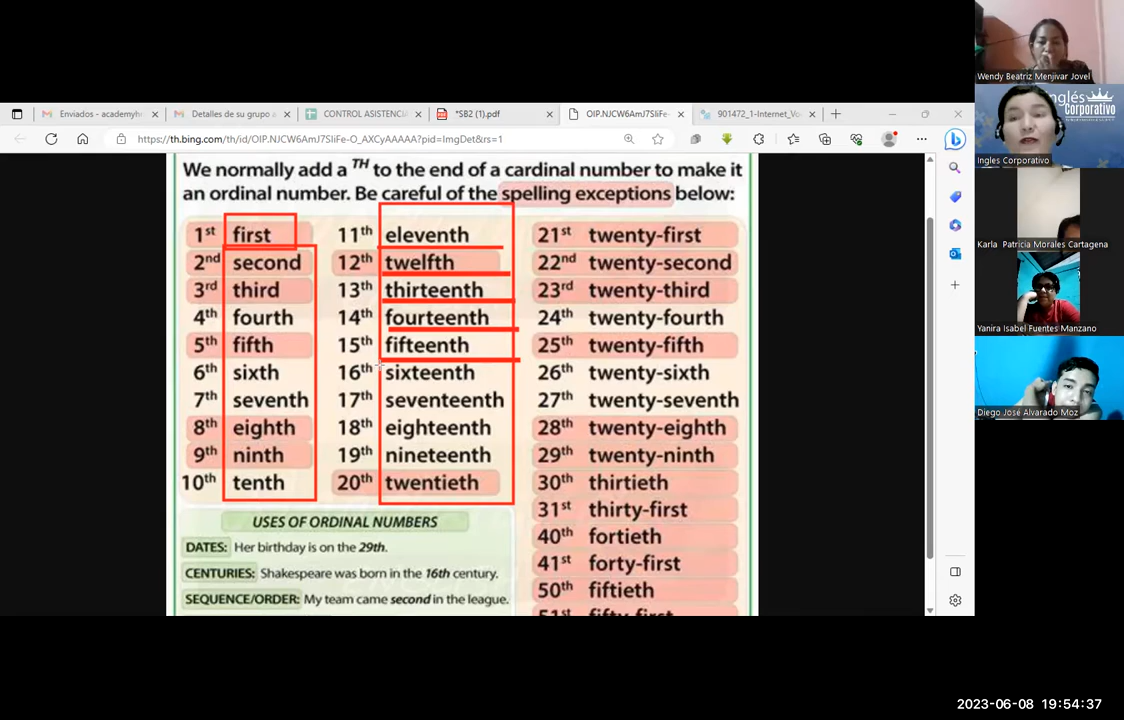 Enviados - academyh
Detalles de su grupo a
CONTROL ASISTENCI
*SB2 (1).pdf
OIP.NJCW6AmJ7SIiFe-
901472_1-Internet_Vo
https://th.bing.com/th/id/OIP.NJCW6AmJ7SIiFe-O_AXCyAAAAA?pid=ImgDet&rs=1
We normally add a TH to the end of a cardinal number to make it
an ordinal number. Be careful of the spelling exceptions below:
1st first
2nd second
3rd third
4th fourth
5th fifth
6th sixth
7th seventh
8th eighth
9th ninth
10th tenth
11th eleventh
12th twelfth
13th thirteenth
14th fourteenth
15th fifteenth
16th sixteenth
17th seventeenth
18th eighteenth
19th nineteenth
20th twentieth
21st twenty-first
22nd twenty-second
23rd twenty-third
24th twenty-fourth
25th twenty-fifth
26th twenty-sixth
27th twenty-seventh
28th twenty-eighth
29th twenty-ninth
30th thirtieth
31st thirty-first
40th fortieth
41st forty-first
50th fiftieth
51st fifty-first
USES OF ORDINAL NUMBERS
DATES: Her birthday is on the 29th.
CENTURIES: Shakespeare was born in the 16th century.
SEQUENCE/ORDER: My team came second in the league.
Wendy Beatriz Menjivar Jovel
Inglés
Corporativo
Ingles Corporativo
Karla Patricia Morales Cartagena
Yanira Isabel Fuentes Manzano
Diego José Alvarado Moz
2023-06-08 19:54:37